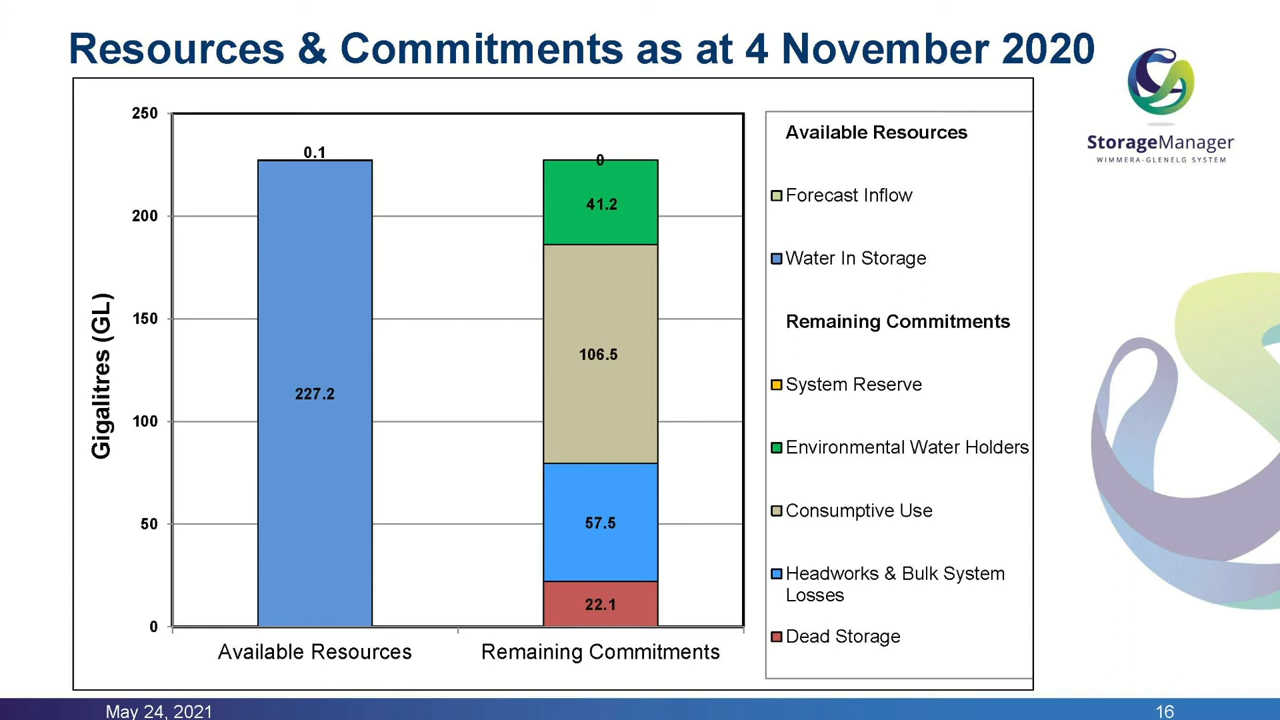 Resources & Commitments as at 4 November 2020
StorageManager
WIMMERA-GLENELG SYSTEM
250
200
150
100
50
0
Gigalitres (GL)
0.1
227.2
0
41.2
106.5
57.5
22.1
Available Resources
Remaining Commitments
Available Resources
Forecast Inflow
Water In Storage
Remaining Commitments
System Reserve
Environmental Water Holders
Consumptive Use
Headworks & Bulk System
Losses
Dead Storage
May 24, 2021
16